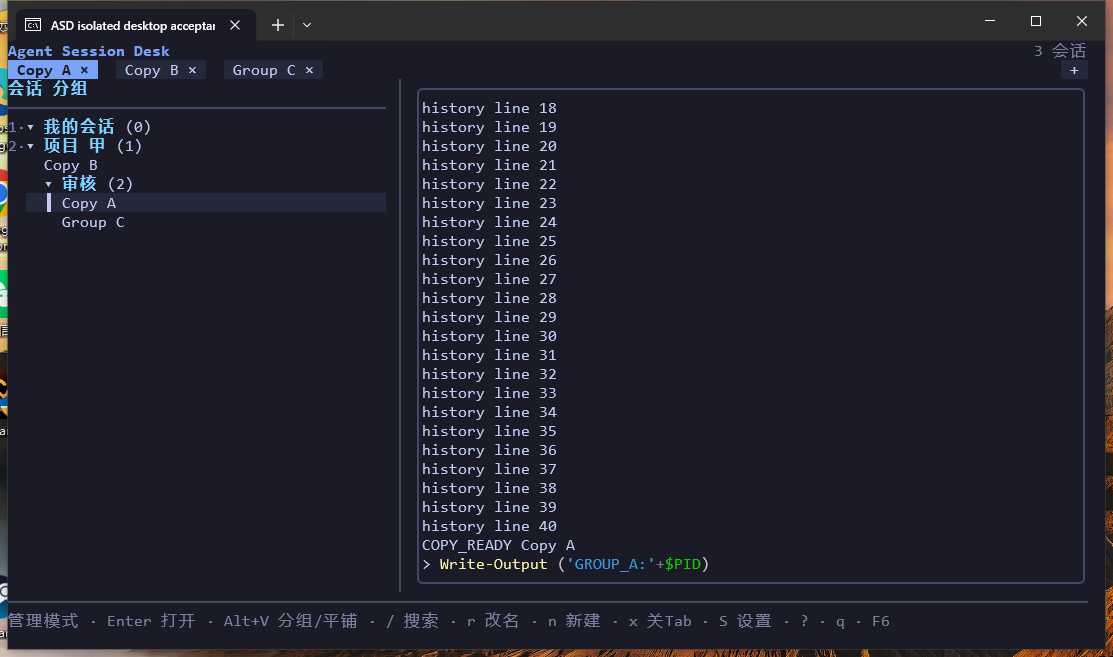 ASD isolated desktop acceptar
Agent Session Desk
3 会话
Copy A × Copy B × Group C × +
会话 分组
1·▾ 我的会话 (0)
2·▾ 项目 甲 (1)
Copy B
▾ 审核 (2)
Copy A
Group C
history line 18
history line 19
history line 20
history line 21
history line 22
history line 23
history line 24
history line 25
history line 26
history line 27
history line 28
history line 29
history line 30
history line 31
history line 32
history line 33
history line 34
history line 35
history line 36
history line 37
history line 38
history line 39
history line 40
COPY_READY Copy A
> Write-Output ('GROUP_A:'+$PID)
管理模式 · Enter 打开 · Alt+V 分组/平铺 · / 搜索 · r 改名 · n 新建 · x 关Tab · S 设置 · ? · q · F6